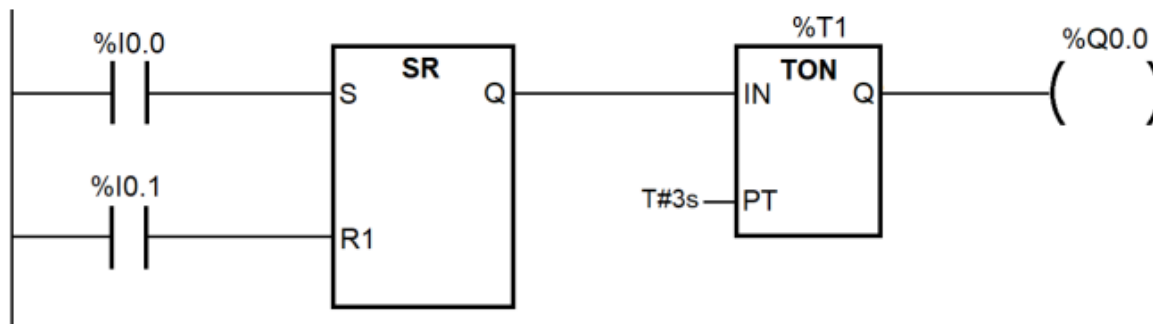 %T1
%I0.0
%Q0.0
SR
TON
S
Q
IN
Q
%I0.1
T#3s
PT
R1